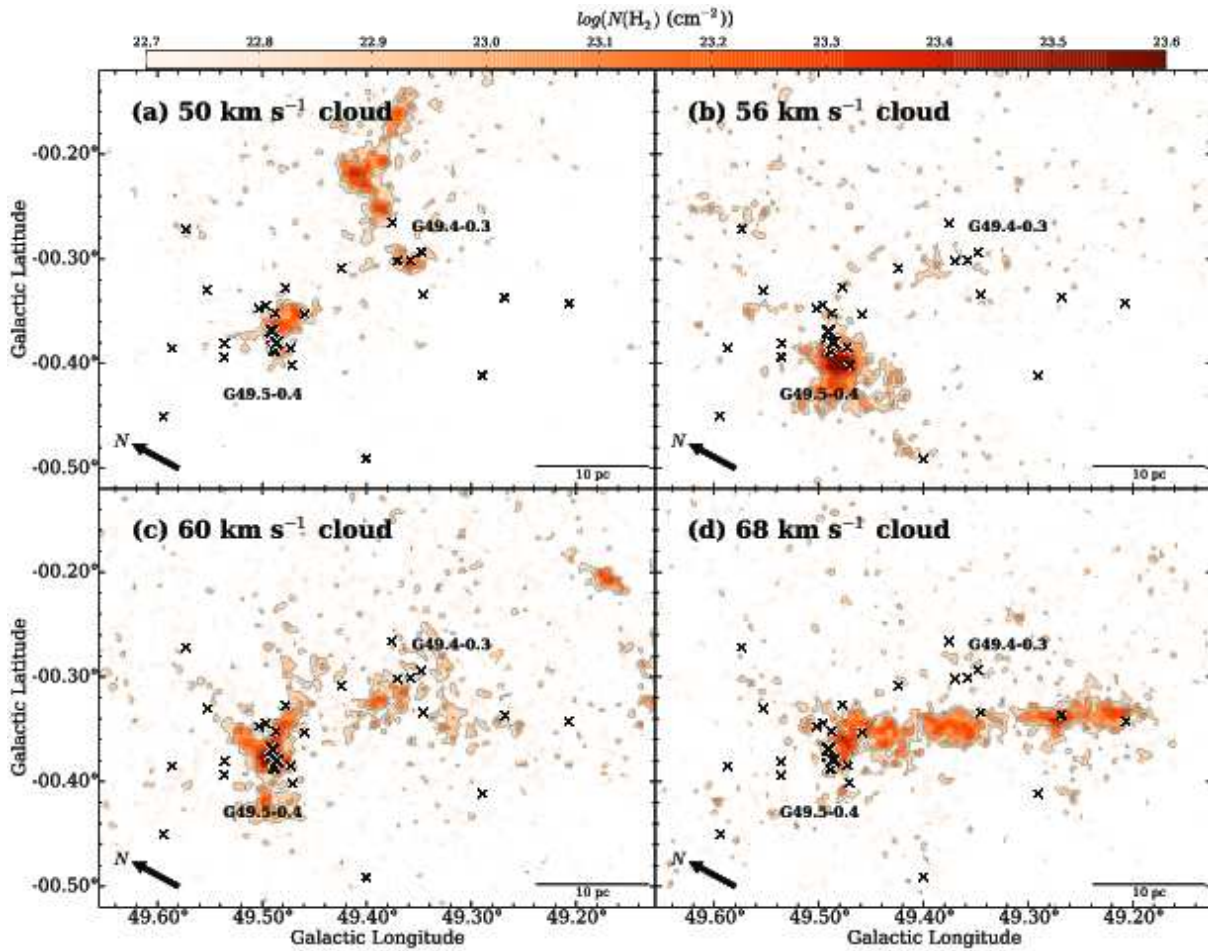 log(N(H₂) (cm⁻²))
22.7 22.8 22.9 23.0 23.1 23.2 23.3 23.4 23.5 23.6
(a) 50 km s⁻¹ cloud
(b) 56 km s⁻¹ cloud
-00.20°
G49.4-0.3
G49.4-0.3
-00.30°
Galactic Latitude
-00.40°
G49.5-0.4
G49.5-0.4
N
N
-00.50°
10 pc
10 pc
(c) 60 km s⁻¹ cloud
(d) 68 km s⁻¹ cloud
-00.20°
G49.4-0.3
G49.4-0.3
-00.30°
Galactic Latitude
-00.40°
G49.5-0.4
G49.5-0.4
N
N
-00.50°
10 pc
10 pc
49.60° 49.50° 49.40° 49.30° 49.20° 49.60° 49.50° 49.40° 49.30° 49.20°
Galactic Longitude
Galactic Longitude